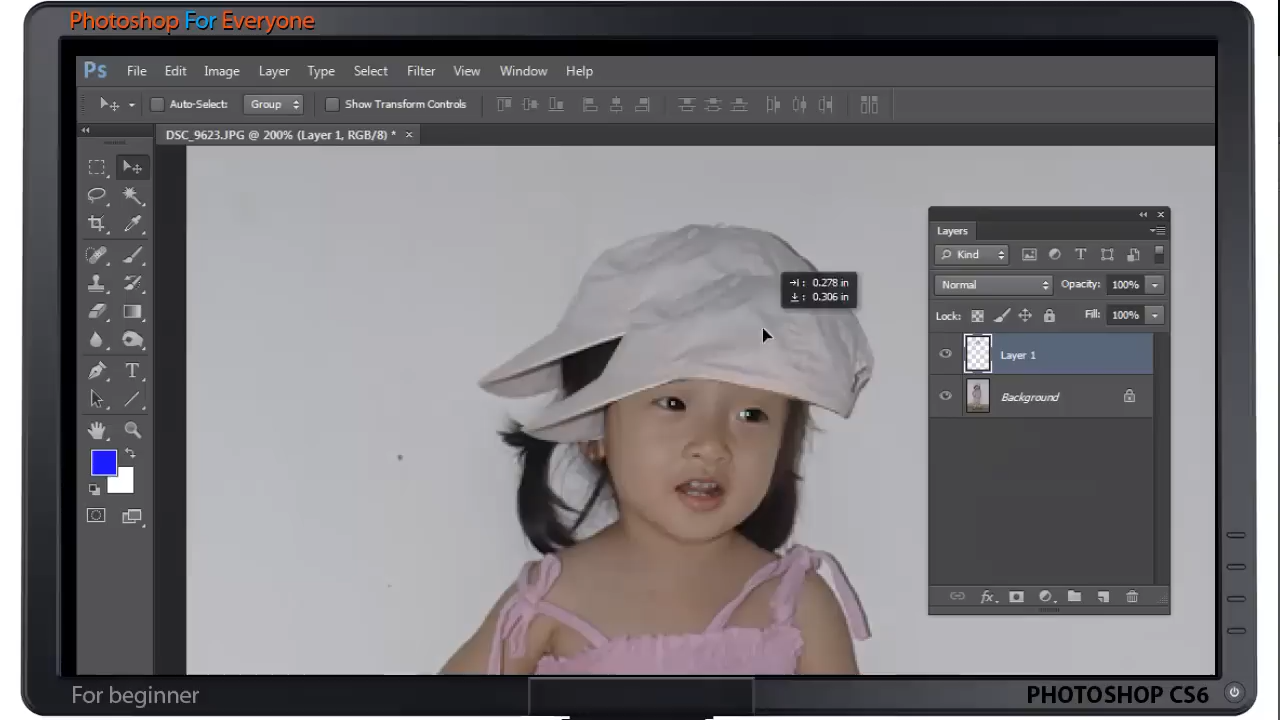 Photoshop For Everyone
Ps File Edit Image Layer Type Select Filter View Window Help
Auto-Select: Group Show Transform Controls
DSC_9623.JPG @ 200% (Layer 1, RGB/8) * ×
: 0.278 in
: 0.306 in
Layers
Kind
Normal Opacity: 100%
Lock: Fill: 100%
Layer 1
Background
fx
For beginner
PHOTOSHOP CS6